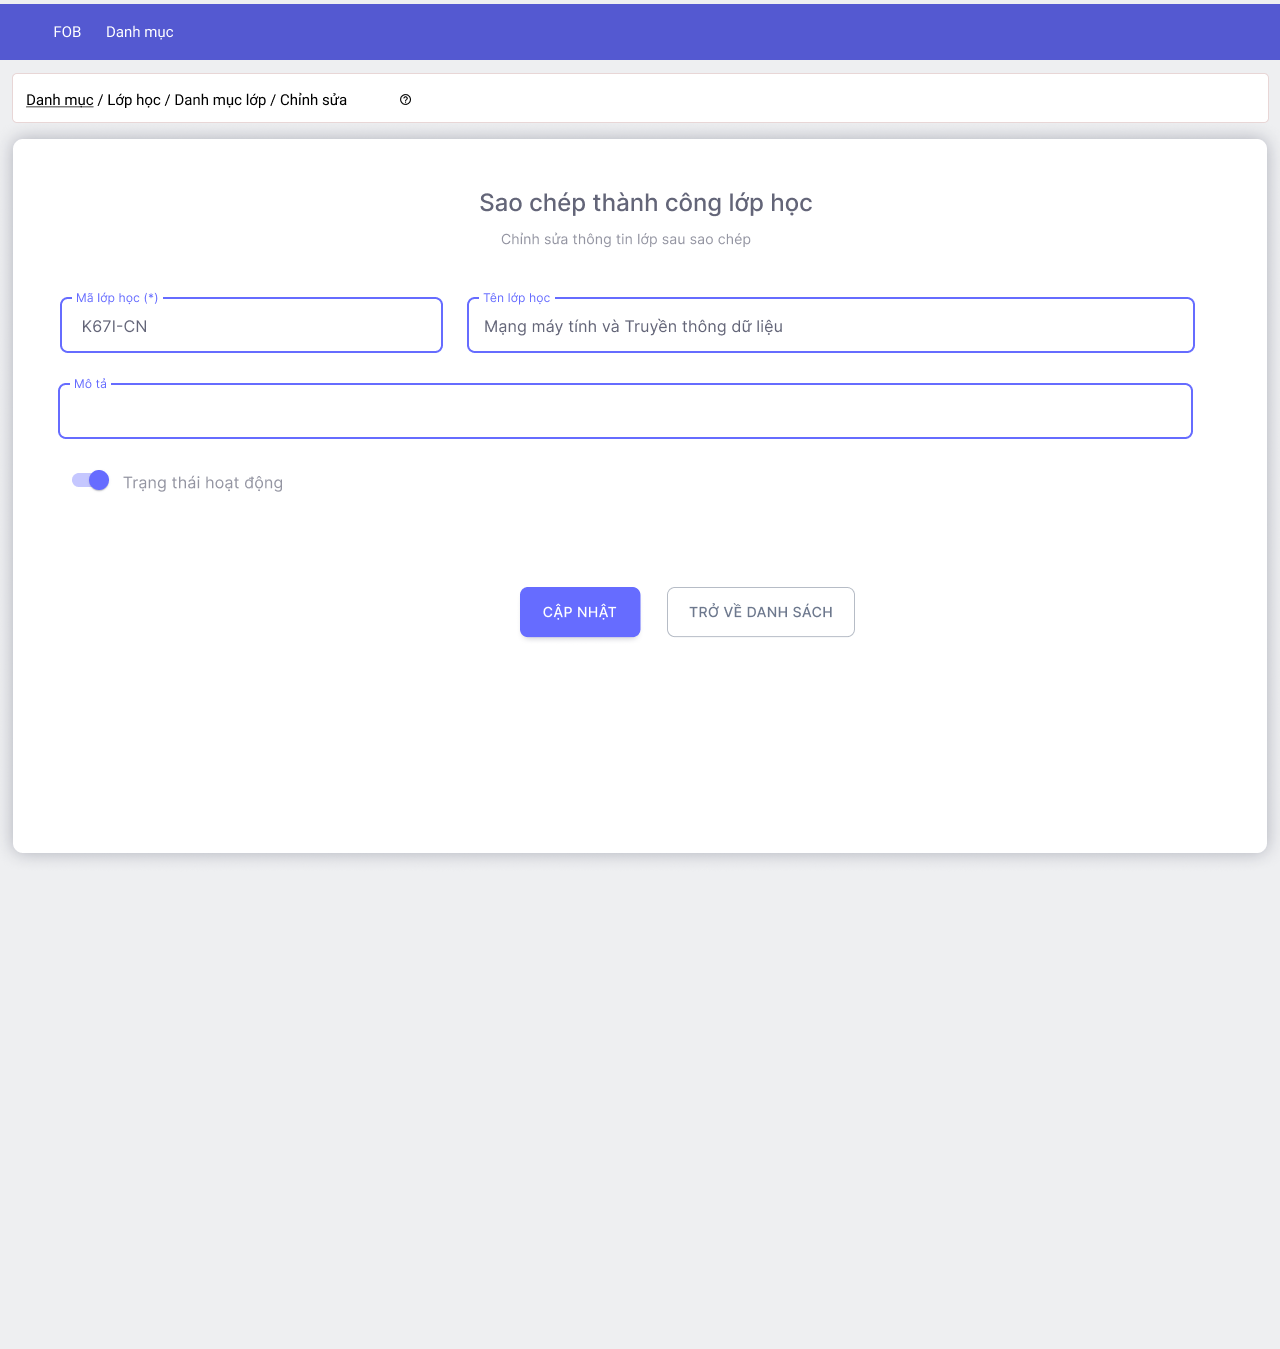 FOB Danh mục
Danh mục / Lớp học / Danh mục lớp / Chỉnh sửa
Sao chép thành công lớp học
Chỉnh sửa thông tin lớp sau sao chép
Mã lớp học (*) Tên lớp học
K67I-CN Mạng máy tính và Truyền thông dữ liệu
Mô tả
Trạng thái hoạt động
CẬP NHẬT TRỞ VỀ DANH SÁCH